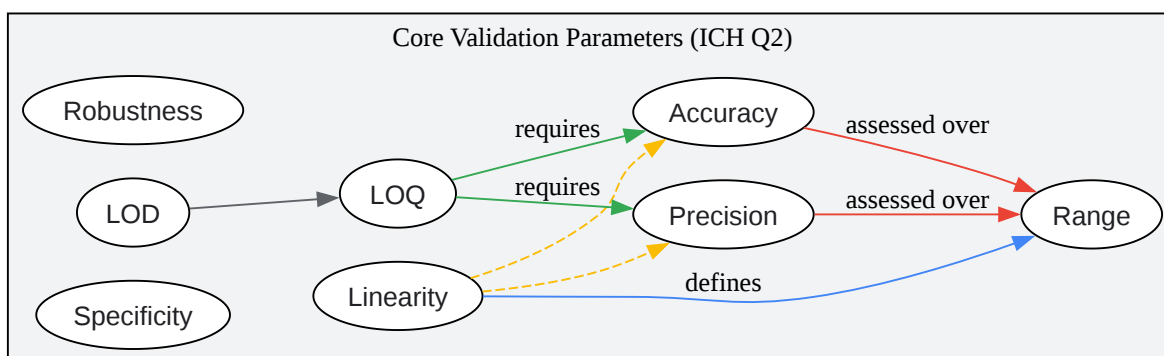 Core Validation Parameters (ICH Q2)
Robustness
Accuracy
requires
assessed over
LOD
LOQ
requires
Precision
assessed over
Range
Specificity
Linearity
defines